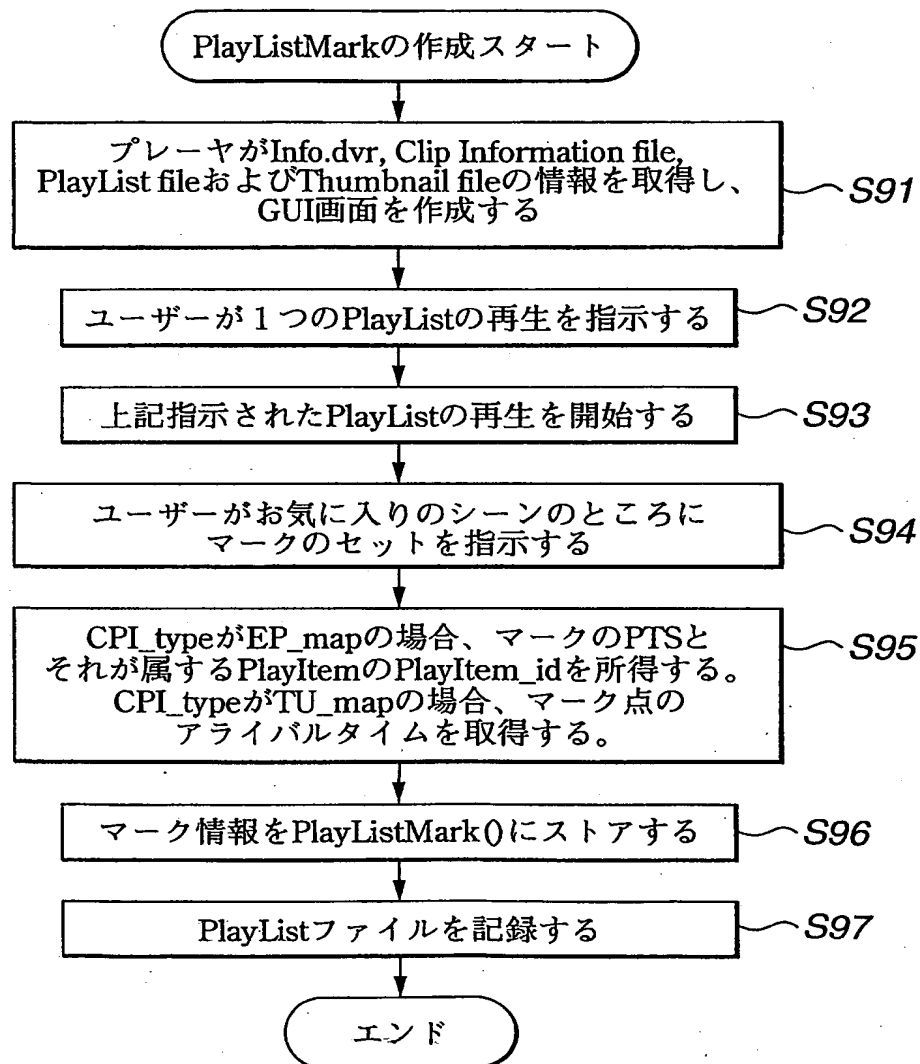 PlayListMarkの作成スタート
プレーヤがInfo.dvr, Clip Information file,
PlayList fileおよびThumbnail fileの情報を取得し、
GUI画面を作成する
S91
ユーザーが１つのPlayListの再生を指示する
S92
上記指示されたPlayListの再生を開始する
S93
ユーザーがお気に入りのシーンのところに
マークのセットを指示する
S94
CPI_typeがEP_mapの場合、マークのPTSと
それが属するPlayItemのPlayItem_idを所得する。
CPI_typeがTU_mapの場合、マーク点の
アライバルタイムを取得する。
S95
マーク情報をPlayListMark()にストアする
S96
PlayListファイルを記録する
S97
エンド